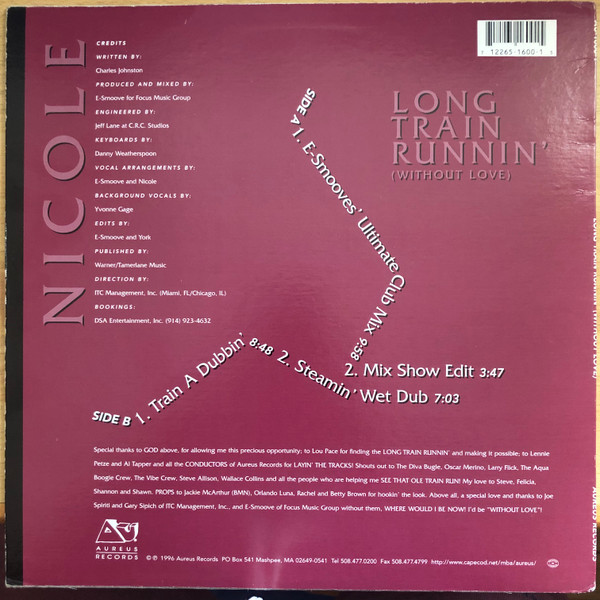 NICOLE
CREDITS
WRITTEN BY:
Charles Johnston
PRODUCED AND MIXED BY:
E-Smoove for Focus Music Group
ENGINEERED BY:
Jeff Lane at C.R.C. Studios
KEYBOARDS BY:
Danny Weatherspoon
VOCAL ARRANGEMENTS BY:
E-Smoove and Nicole
BACKGROUND VOCALS BY:
Yvonne Gage
EDITS BY:
E-Smoove and York
PUBLISHED BY:
Warner/Tamerlane Music
DIRECTION BY:
ITC Management, Inc. (Miami, FL/Chicago, IL)
BOOKINGS:
DSA Entertainment, Inc. (914) 923-4632
12265-1600-1
LONG
TRAIN
RUNNIN'
(WITHOUT LOVE)
SIDE A
1. E-Smooves' Ultimate Club Mix 9:58
2. Mix Show Edit 3:47
SIDE B
1. Train A Dubbin' 8:48
2. Steamin' Wet Dub 7:03
Special thanks to GOD above, for allowing me this precious opportunity; to Lou Pace for finding the LONG TRAIN RUNNIN' and making it possible; to Lennie
Petze and Al Tapper and all the CONDUCTORS of Aureus Records for LAYIN' THE TRACKS! Shouts out to The Diva Bugie, Oscar Merino, Larry Flick, The Aqua
Boogie Crew, The Vibe Crew, Steve Allison, Wallace Collins and all the people who are helping me SEE THAT OLE TRAIN RUN! My love to Steve, Felicia,
Shannon and Shawn. PROPS to Jackie McArthur (BMN), Orlando Luna, Rachel and Betty Brown for hookin' the look. Above all, a special love and thanks to Joe
Spiriti and Gary Sipich of ITC Management, Inc., and E-Smoove of Focus Music Group without them, WHERE WOULD I BE NOW! I'd be "WITHOUT LOVE"!
AUREUS
RECORDS
© ℗ 1996 Aureus Records PO Box 541 Mashpee, MA 02649-0541 Tel 508.477.0200 Fax 508.477.4799 http://www.capecod.net/mba/aureus/
LONG TRAIN RUNNIN' (WITHOUT LOVE)
AUREUS RECORDS